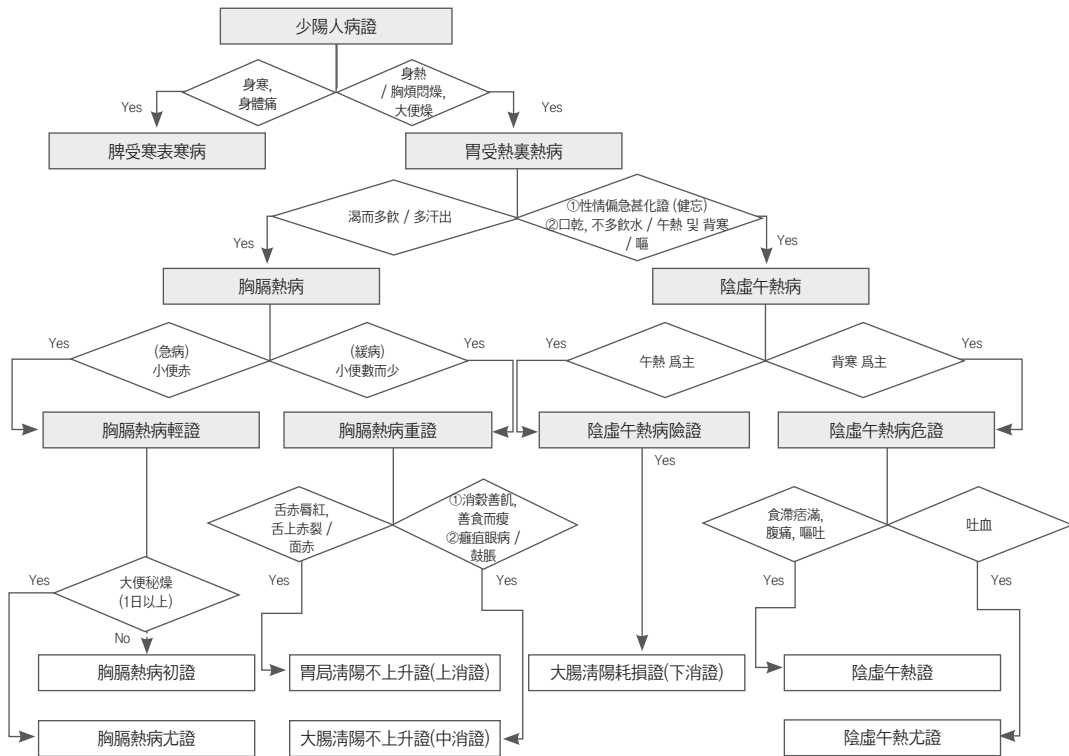 少陽人病證
身寒,
身體痛
身熱
/ 胸煩悶燥,
大便燥
Yes
Yes
脾受寒表寒病
胃受熱裏熱病
渴而多飮 / 多汗出
①性情偏急甚化證 (健忘)
②口乾, 不多飮水 / 午熱 및 背寒
/ 嘔
Yes
Yes
胸膈熱病
陰虛午熱病
Yes
(急病)
小便赤
(緩病)
小便數而少
Yes
Yes
午熱 爲主
背寒 爲主
Yes
胸膈熱病輕證
胸膈熱病重證
陰虛午熱病險證
陰虛午熱病危證
Yes
舌赤脣紅,
舌上赤裂 /
面赤
①消穀善飢,
善食而瘦
②癰疽眼病 /
鼓脹
食滯痞滿,
腹痛, 嘔吐
吐血
Yes
大便秘燥
(1日以上)
Yes
Yes
Yes
Yes
No
胸膈熱病初證
胃局淸陽不上升證(上消證)
大腸淸陽耗損證(下消證)
陰虛午熱證
胸膈熱病尤證
大腸淸陽不上升證(中消證)
陰虛午熱尤證